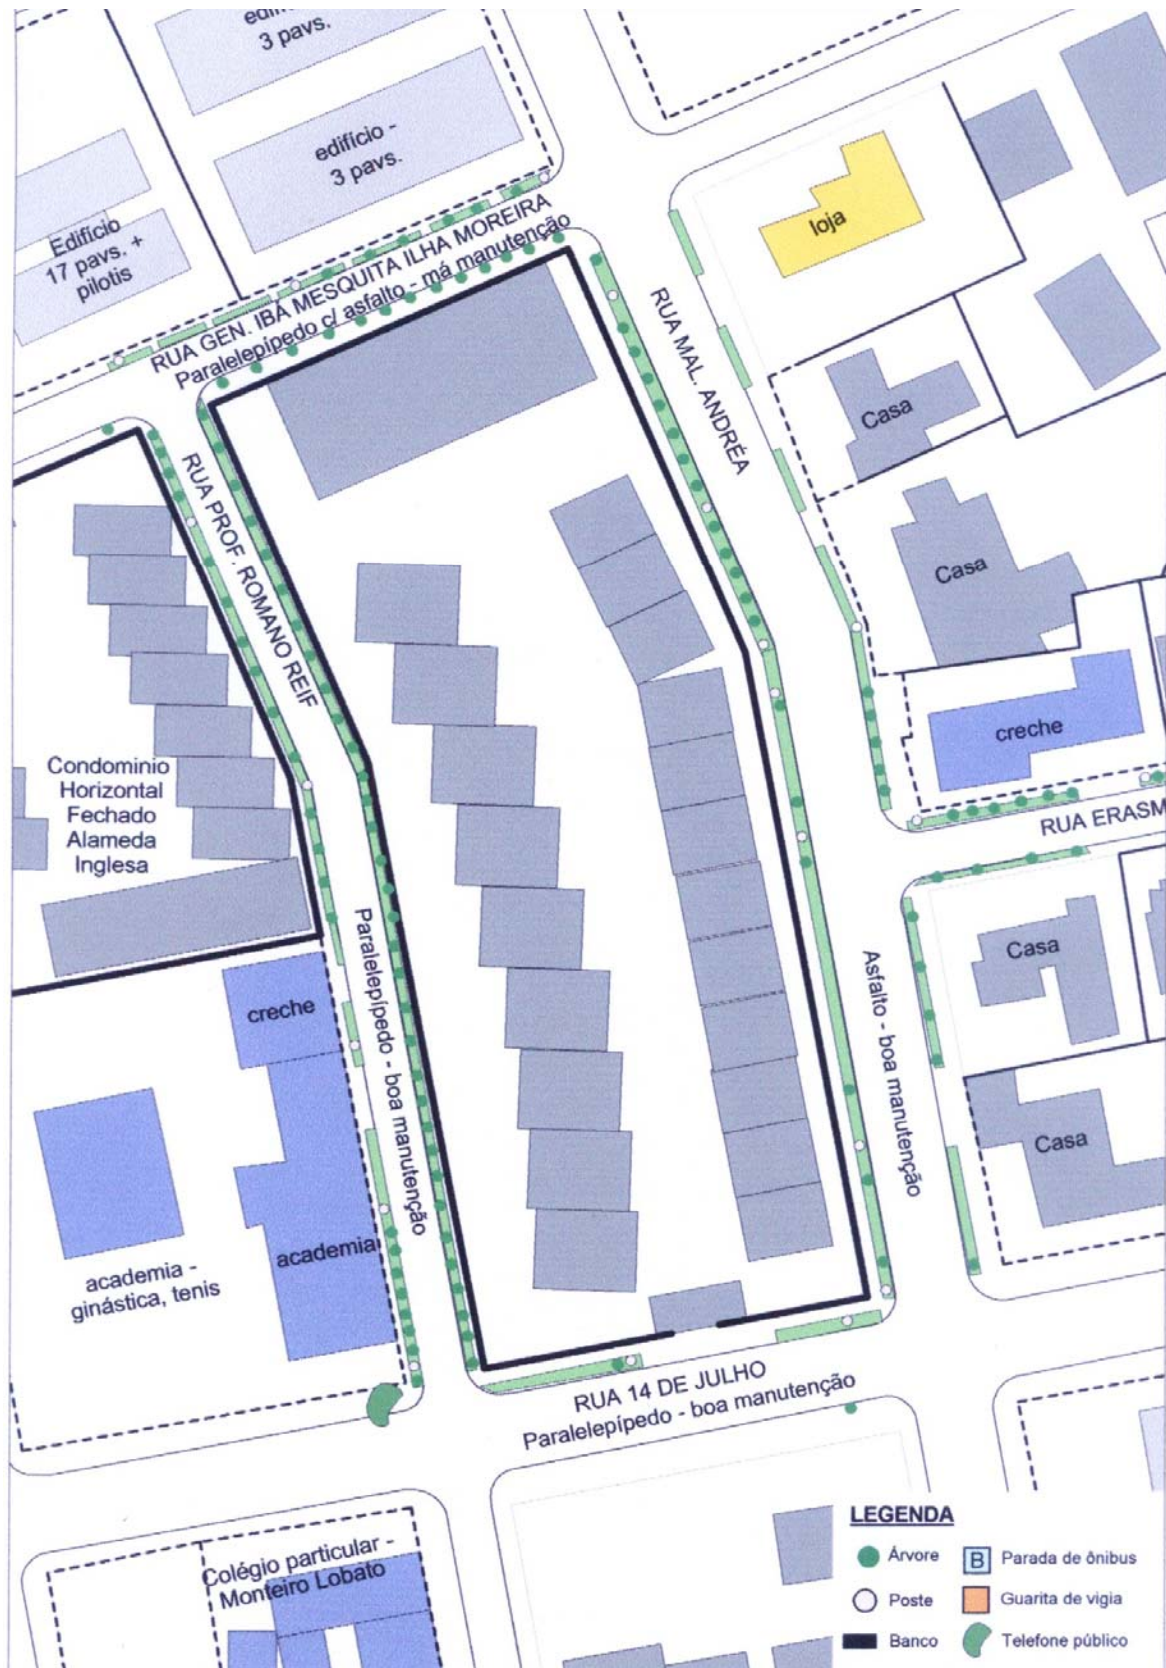 3 pavs.
edifício -
3 pavs.
Edifício
17 pavs. +
pilotis
RUA GEN. IBÁ MESQUITA ILHA MOREIRA
Paralelepípedo c/ asfalto - má manutenção
loja
RUA MAL. ANDRÉA
Casa
RUA PROF. ROMANO REIF
Casa
creche
Condominio
Horizontal
Fechado
Alameda
Inglesa
RUA ERASM
Paralelepípedo - boa manutenção
Asfalto - boa manutenção
Casa
creche
Casa
academia
academia -
ginástica, tenis
RUA 14 DE JULHO
Paralelepípedo - boa manutenção
Colégio particular -
Monteiro Lobato
LEGENDA
Árvore
B Parada de ônibus
Poste
Guarita de vigia
Banco
Telefone público